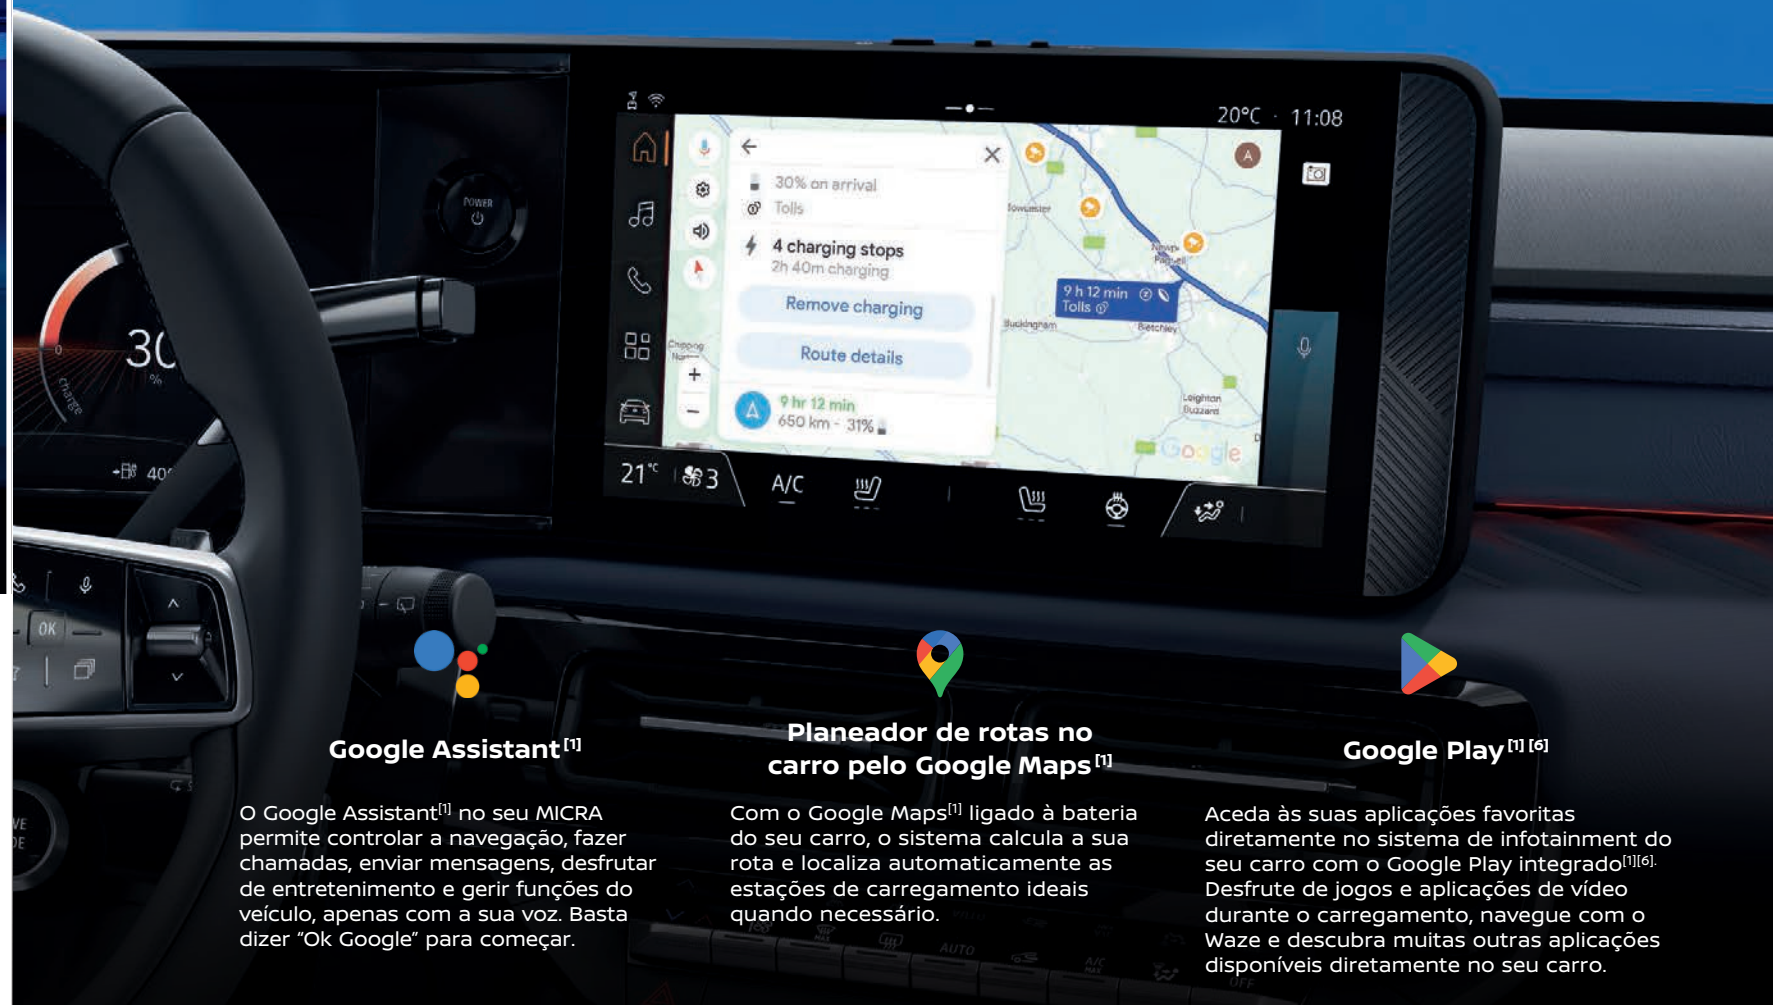 20°C · 11:08
30% on arrival
Tolls
4 charging stops
2h 40m charging
Remove charging
Route details
9 hr 12 min
650 km - 31%
9 h 12 min
Tolls
Buckingham
Bletchley
Leighton
Buzzard
Google
A
POWER
30
%
0
charge
21°C
3
A/C
OK
Google Assistant[1]
O Google Assistant[1] no seu MICRA
permite controlar a navegação, fazer
chamadas, enviar mensagens, desfrutar
de entretenimento e gerir funções do
veículo, apenas com a sua voz. Basta
dizer “Ok Google” para começar.
Planeador de rotas no
carro pelo Google Maps[1]
Com o Google Maps[1] ligado à bateria
do seu carro, o sistema calcula a sua
rota e localiza automaticamente as
estações de carregamento ideais
quando necessário.
Google Play[1] [6]
Aceda às suas aplicações favoritas
diretamente no sistema de infotainment do
seu carro com o Google Play integrado[1][6].
Desfrute de jogos e aplicações de vídeo
durante o carregamento, navegue com o
Waze e descubra muitas outras aplicações
disponíveis diretamente no seu carro.
AUTO
A/C
MAX
OFF